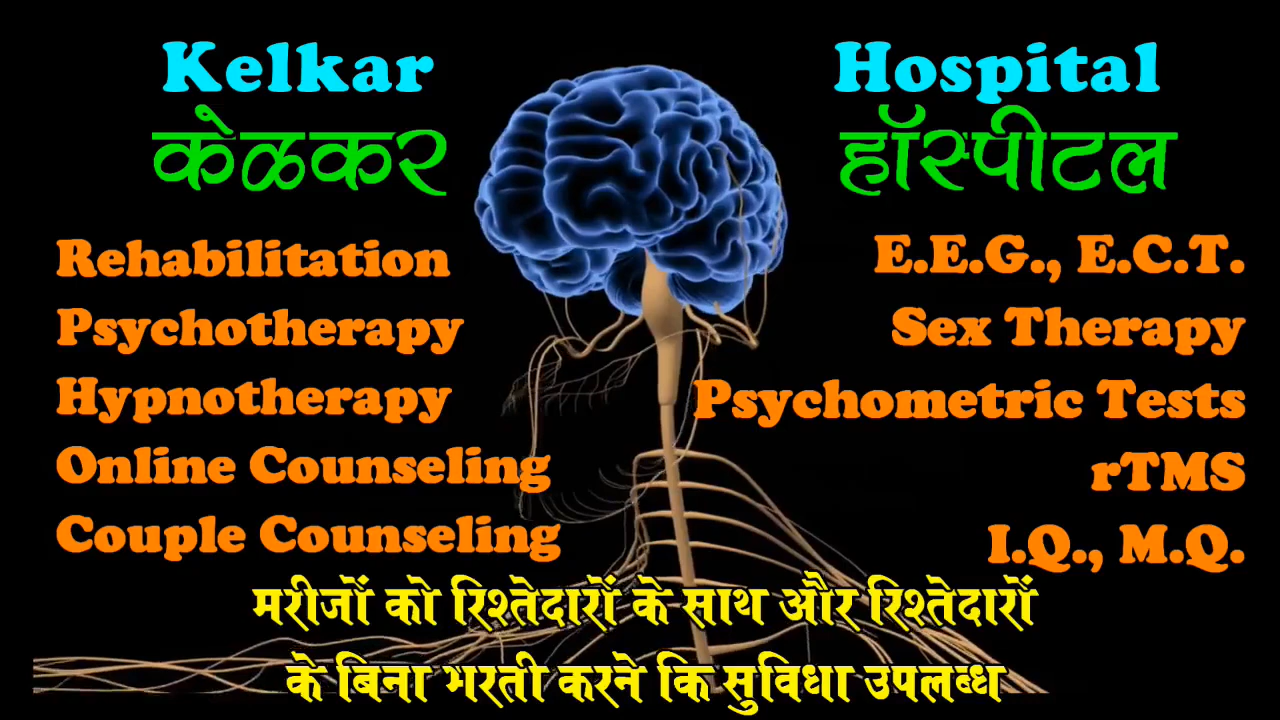 Kelkar Hospital
केळकर हॉस्पीटल
Rehabilitation
Psychotherapy
Hypnotherapy
Online Counseling
Couple Counseling
E.E.G., E.C.T.
Sex Therapy
Psychometric Tests
rTMS
I.Q., M.Q.
मरीजों को रिश्तेदारों के साथ और रिश्तेदारों
के बिना भरती करने कि सुविधा उपलब्ध